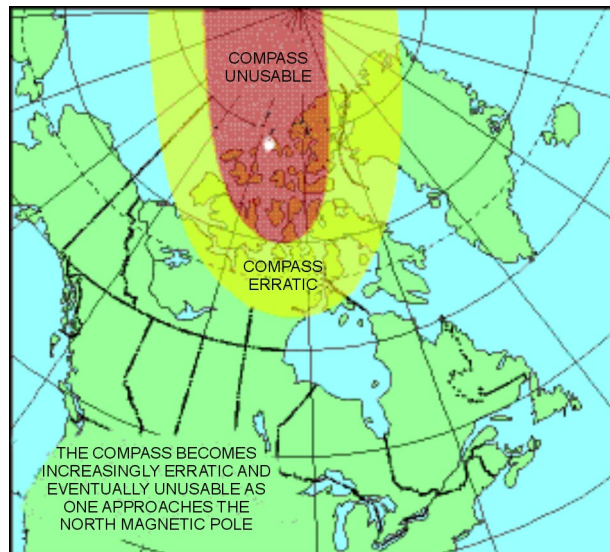 COMPASS
UNUSABLE
COMPASS
ERRATIC
THE COMPASS BECOMES
INCREASINGLY ERRATIC AND
EVENTUALLY UNUSABLE AS
ONE APPROACHES THE
NORTH MAGNETIC POLE